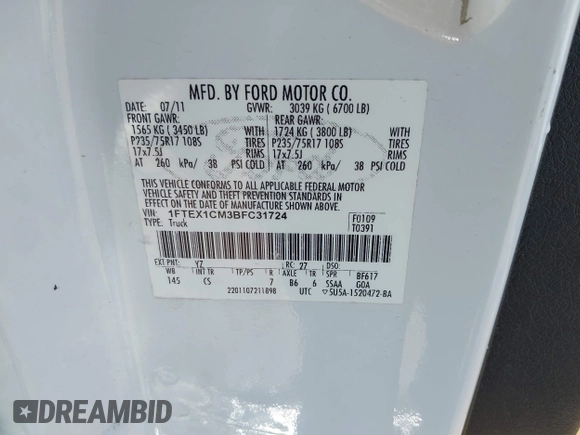 MFD. BY FORD MOTOR CO.
DATE: 07/11 GVWR: 3039 KG ( 6700 LB)
FRONT GAWR: REAR GAWR:
1565 KG ( 3450 LB) 1724 KG ( 3800 LB)
P235/75R17 108S TIRES P235/75R17 108S TIRES
17x7.5J RIMS 17x7.5J RIMS
AT 260 kPa/ 38 PSI COLD AT 260 kPa/ 38 PSI COLD
THIS VEHICLE CONFORMS TO ALL APPLICABLE FEDERAL MOTOR
VEHICLE SAFETY AND THEFT PREVENTION STANDARDS IN
EFFECT ON THE DATE OF MANUFACTURE SHOWN ABOVE.
VIN: 1FTEX1CM3BFC31724 F0109
TYPE: Truck T0391
EXT PNT: YZ RC: 27 DSO:
WB INT TR TP/PS R AXLE TR SPR BF617
145 CS 7 B6 6 SSAA GOA
2201107211898 UTC ▽5U5A-1520472-BA
DREAMBID